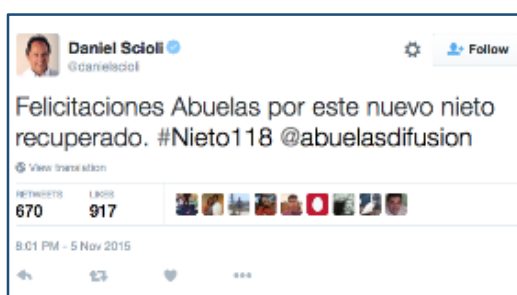 Daniel Scioli
@danielscioli
Follow
Felicitaciones Abuelas por este nuevo nieto
recuperado. #Nieto118 @abuelasdifusion
View translation
RETWEETS LIKES
670 917
8:01 PM - 5 Nov 2015